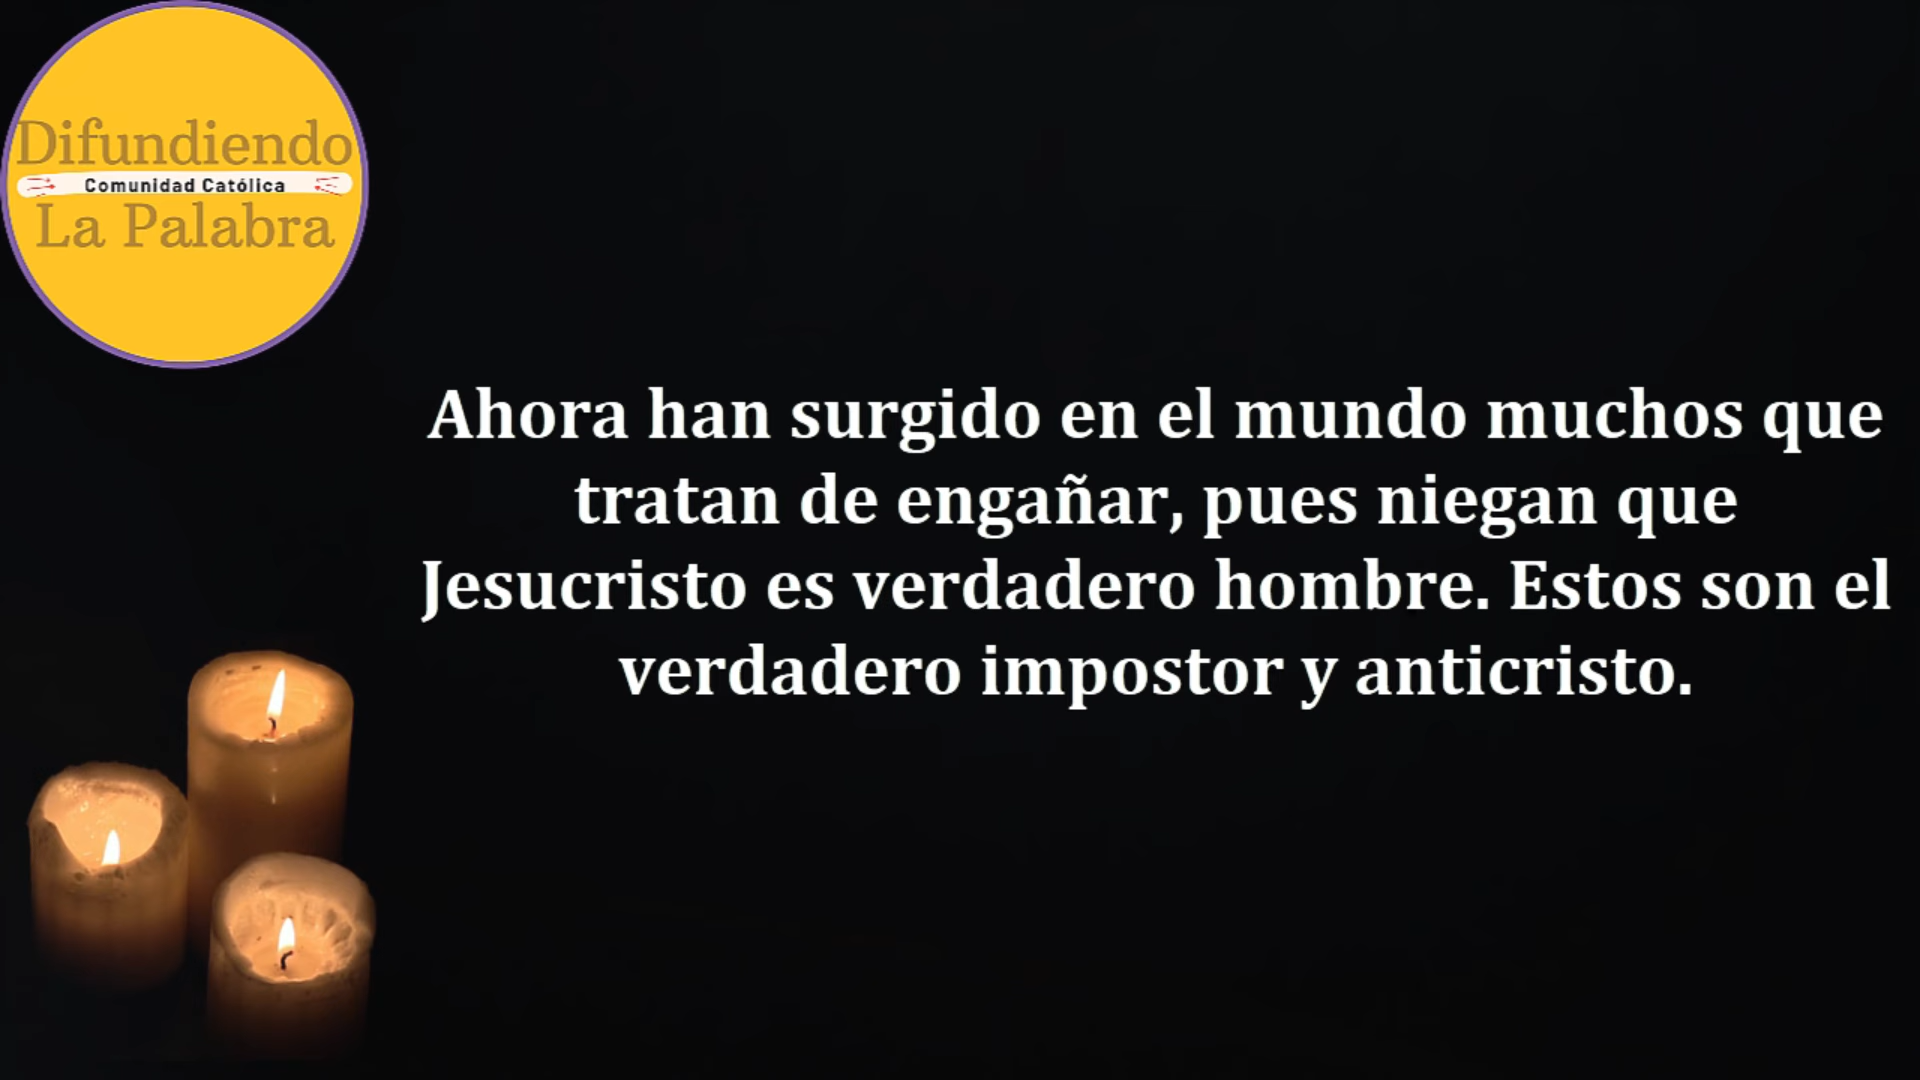 Difundiendo
Comunidad Católica
La Palabra
Ahora han surgido en el mundo muchos que
tratan de engañar, pues niegan que
Jesucristo es verdadero hombre. Estos son el
verdadero impostor y anticristo.